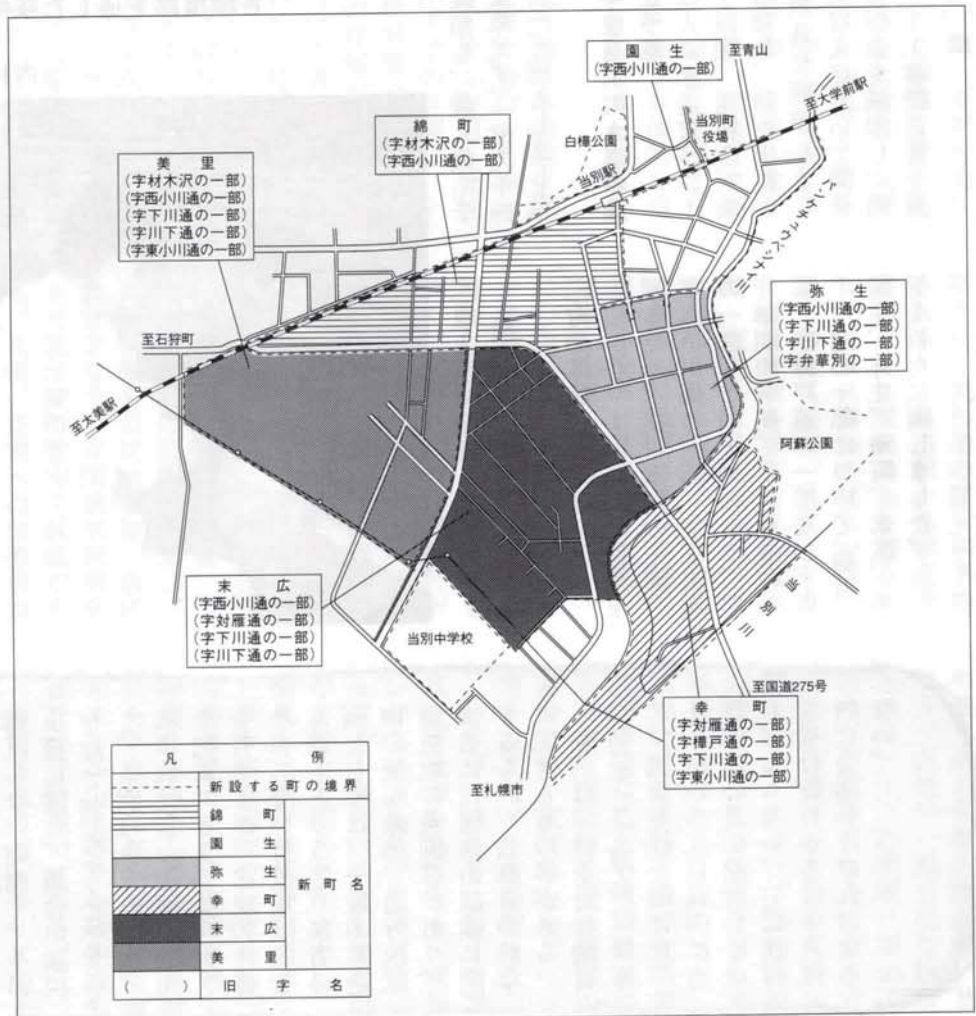 園生
(字西小川通の一部)
至青山
至大学前駅
当別町
役場
白樺公園
当別駅
綿町
(字材木沢の一部)
(字西小川通の一部)
美里
(字材木沢の一部)
(字西小川通の一部)
(字下川通の一部)
(字川下通の一部)
(字東小川通の一部)
パンケチュウベシナイ川
弥生
(字西小川通の一部)
(字下川通の一部)
(字川下通の一部)
(字弁華別の一部)
至石狩町
至太美駅
阿蘇公園
末広
(字西小川通の一部)
(字対雁通の一部)
(字下川通の一部)
(字川下通の一部)
当別中学校
当別川
至国道275号
幸町
(字対雁通の一部)
(字樺戸通の一部)
(字下川通の一部)
(字東小川通の一部)
至札幌市
凡例
新設する町の境界
錦町
園生
弥生
幸町
末広
美里
新町名
( ) 旧字名